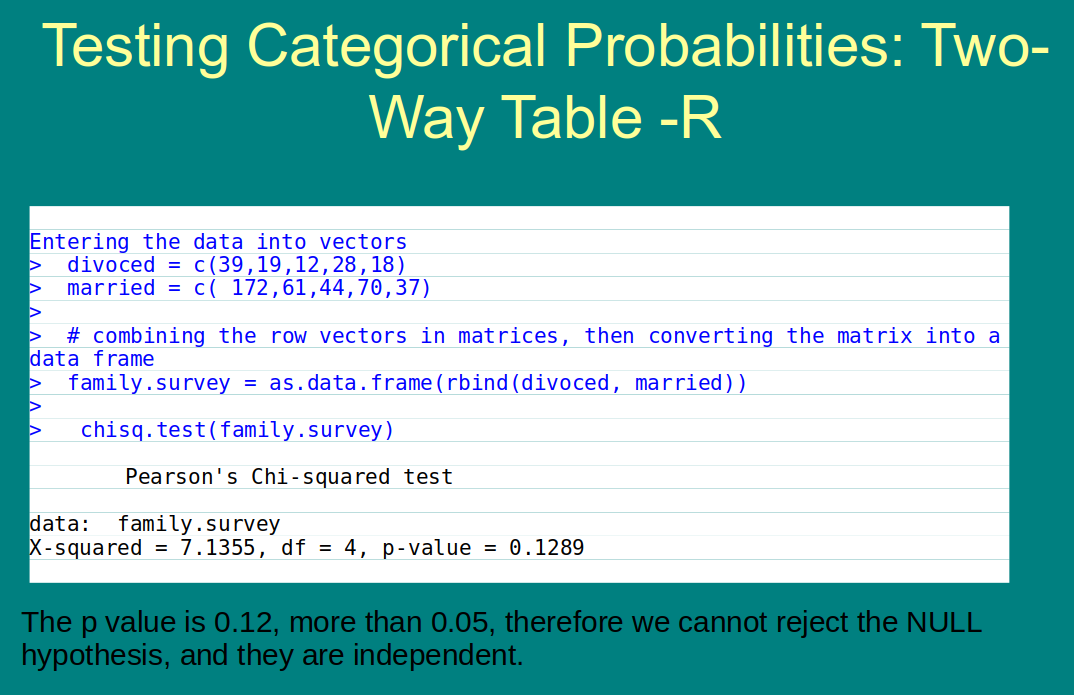 Testing Categorical Probabilities: Two-
Way Table -R
Entering the data into vectors
>  divoced = c(39,19,12,28,18)
>  married = c( 172,61,44,70,37)
>
>  # combining the row vectors in matrices, then converting the matrix into a
data frame
>  family.survey = as.data.frame(rbind(divoced, married))
>
>   chisq.test(family.survey)
Pearson's Chi-squared test
data:  family.survey
X-squared = 7.1355, df = 4, p-value = 0.1289
The p value is 0.12, more than 0.05, therefore we cannot reject the NULL
hypothesis, and they are independent.